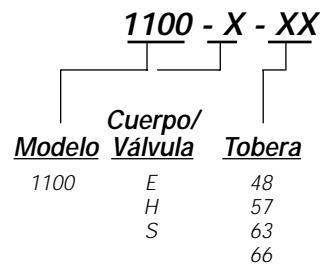 1100 - X - XX
Cuerpo/
Modelo Válvula Tobera
1100 E 48
H 57
S 63
66